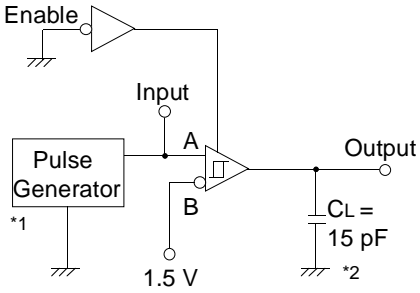 Enable
Input
A
Pulse
Generator
*1
B
Output
CL =
15 pF
*2
1.5 V